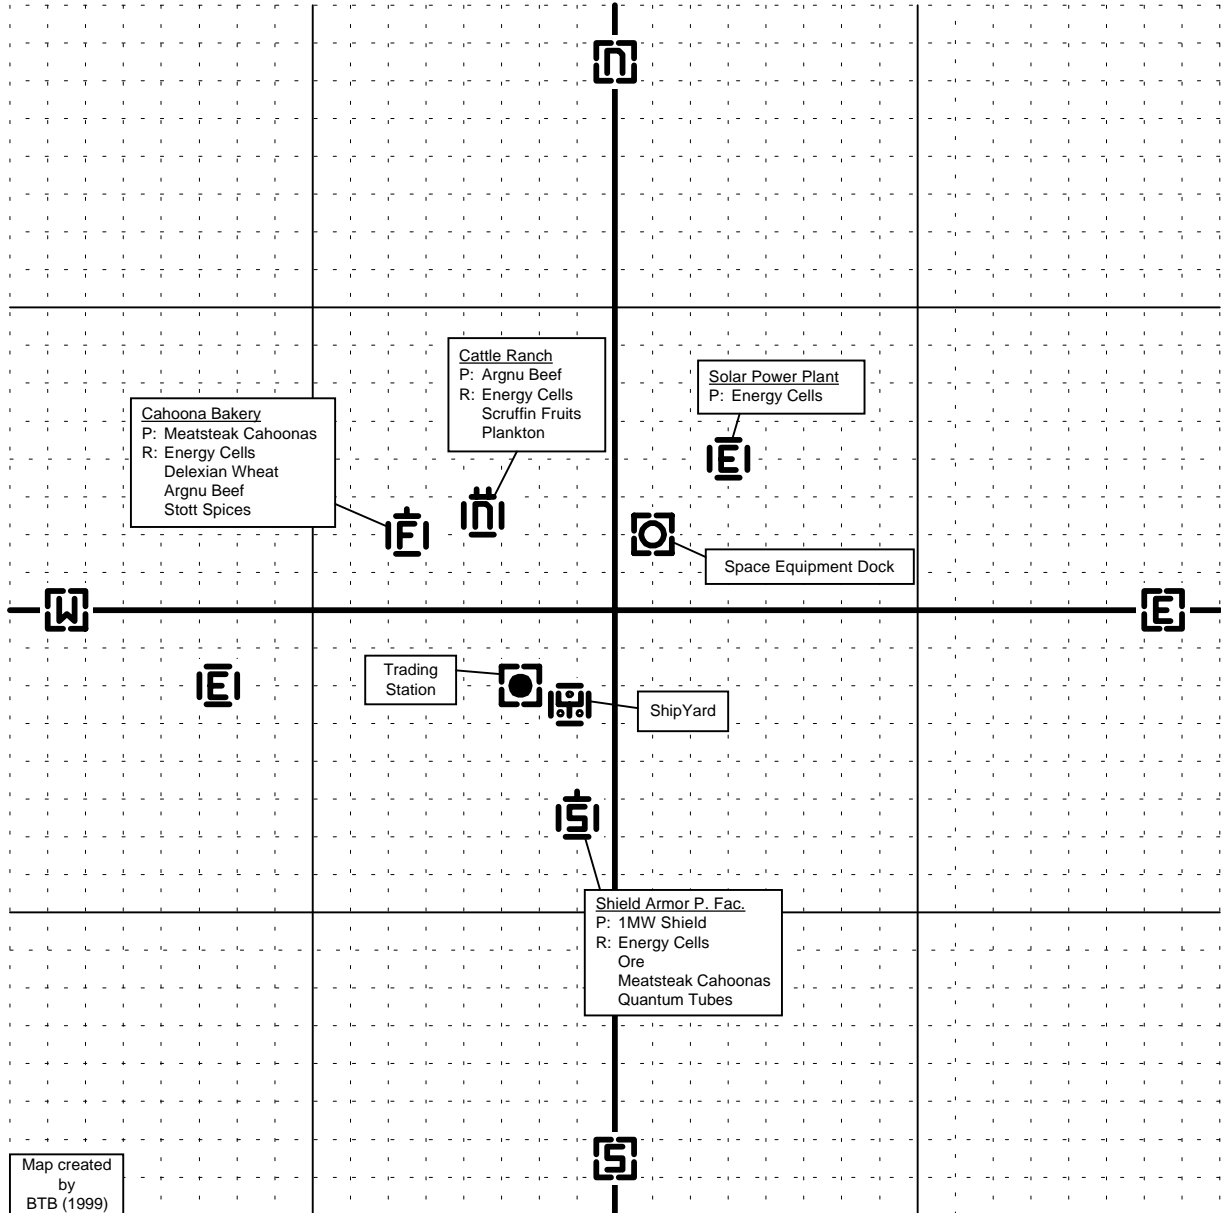 n
Cattle Ranch
P: Argnu Beef
R: Energy Cells
Scruffin Fruits
Plankton
Solar Power Plant
P: Energy Cells
Cahoona Bakery
P: Meatsteak Cahoonas
R: Energy Cells
Delexian Wheat
Argnu Beef
Stott Spices
E
n
F
Space Equipment Dock
W
E
E
Trading
Station
ShipYard
S
Shield Armor P. Fac.
P: 1MW Shield
R: Energy Cells
Ore
Meatsteak Cahoonas
Quantum Tubes
S
Map created
by
BTB (1999)